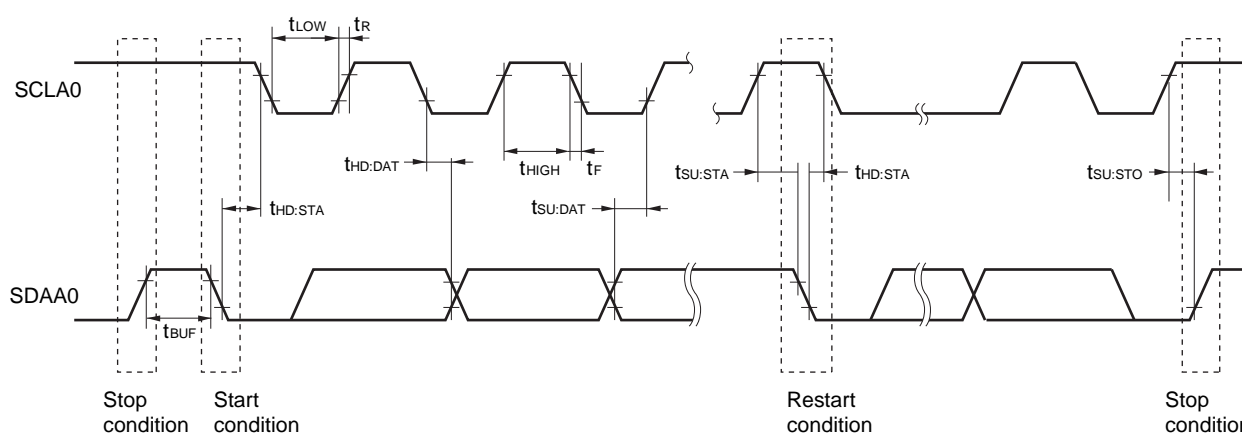 tLOW
tR
SCLA0
tHD:DAT
tHIGH
tF
tSU:STA
tHD:STA
tSU:STO
tHD:STA
tSU:DAT
SDAA0
tBUF
Stop
condition
Start
condition
Restart
condition
Stop
condition